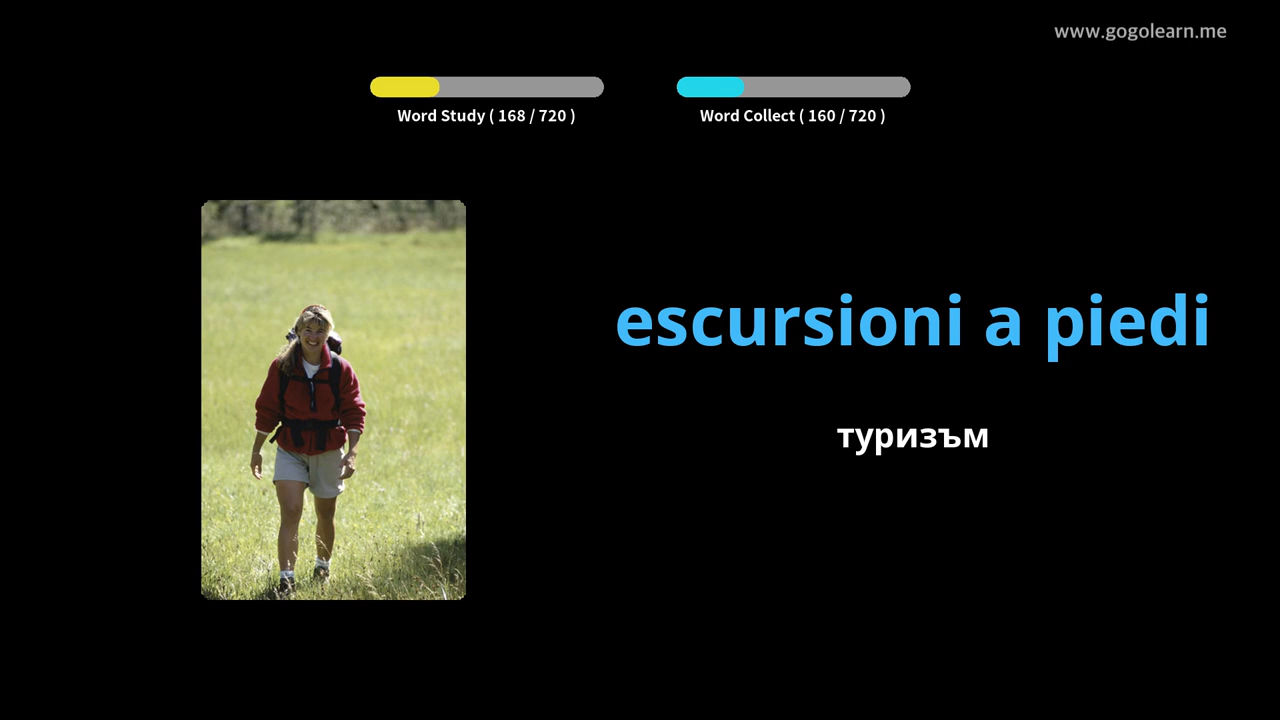 www.gogolearn.me
Word Study ( 168 / 720 )
Word Collect ( 160 / 720 )
escursioni a piedi
туризъм